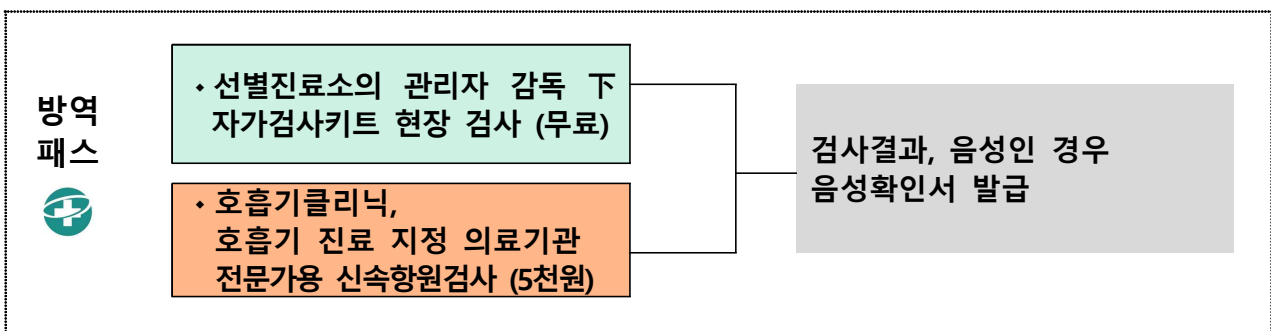 방역
패스
· 선별진료소의 관리자 감독 下
자가검사키트 현장 검사 (무료)
· 호흡기클리닉,
호흡기 진료 지정 의료기관
전문가용 신속항원검사 (5천원)
검사결과, 음성인 경우
음성확인서 발급